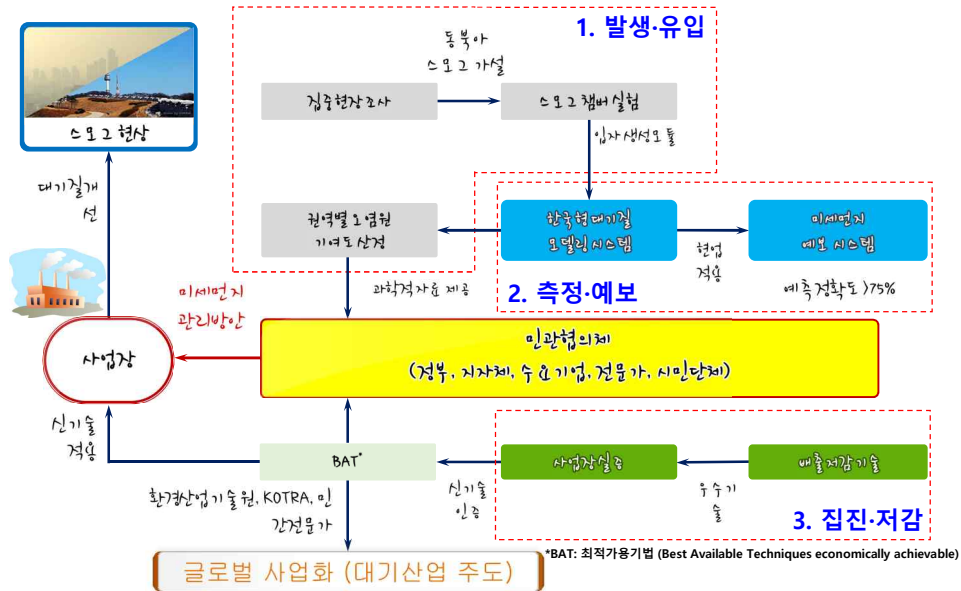 1. 발생·유입
동북아
스모그 가설
집중현장조사
스모그 챔버 실험
입자생성모듈
스모그 현상
대기질개
선
권역별 오염원
기여도 산정
한국형 대기질
모델링 시스템
현업
적용
미세먼지
예보 시스템
2. 측정·예보
예측정확도 >75%
과학적자료 제공
미세먼지
관리방안
사업장
민관협의체
(정부, 지자체, 수요기업, 전문가, 시민단체)
신기술
적용
BAT*
신기술
인증
사업장실증
우수기
술
배출저감기술
3. 집진·저감
환경산업기술원, KOTRA, 민
간전문가
*BAT: 최적가용기법 (Best Available Techniques economically achievable)
글로벌 사업화 (대기산업 주도)